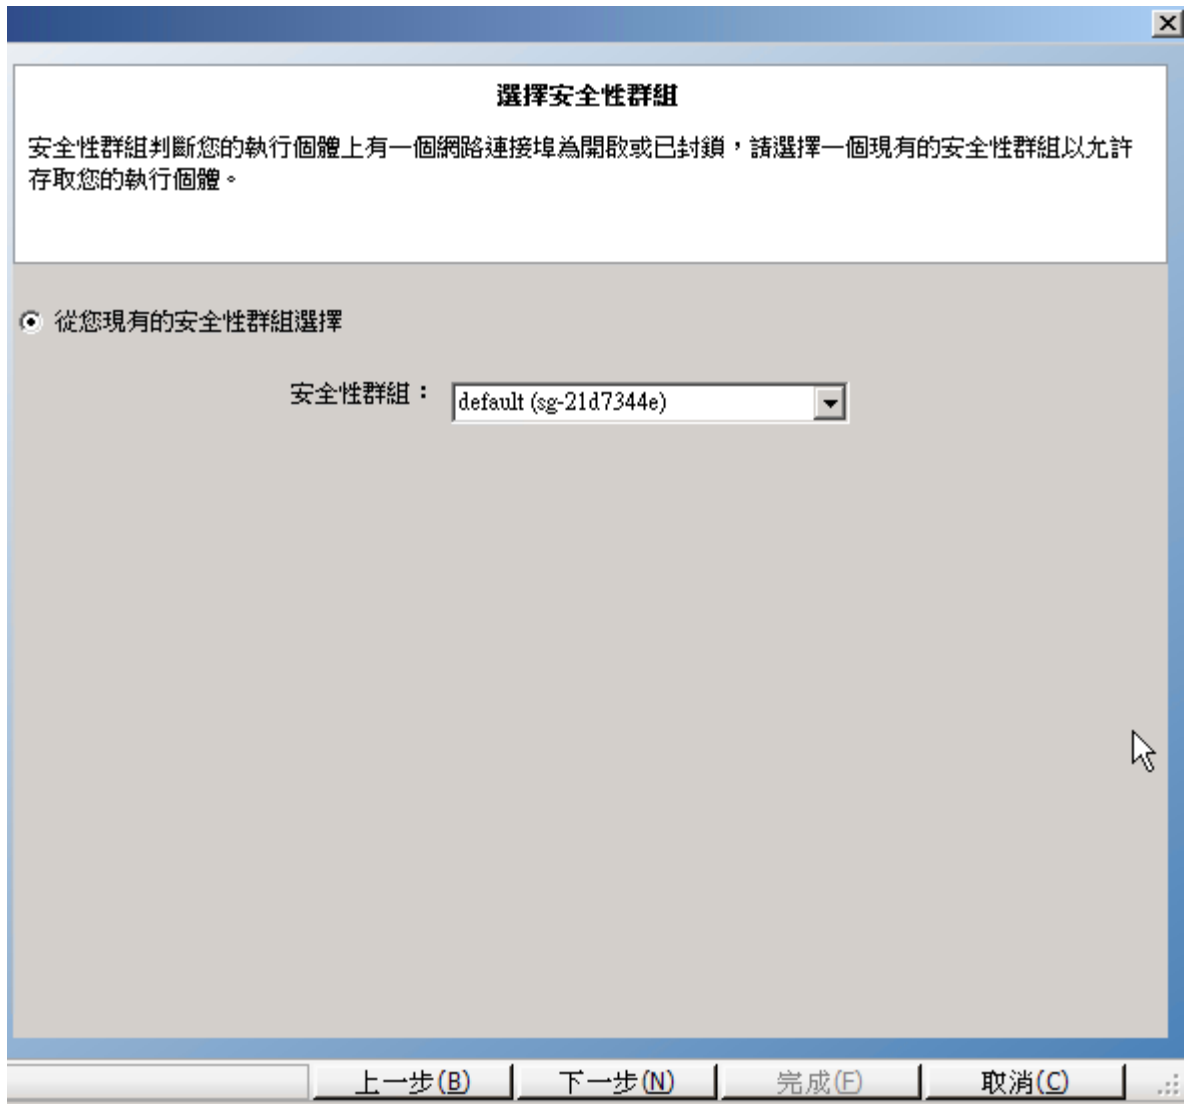 選擇安全性群組
安全性群組判斷您的執行個體上有一個網路連接埠為開啟或已封鎖，請選擇一個現有的安全性群組以允許
存取您的執行個體。
從您現有的安全性群組選擇
安全性群組： default (sg-21d7344e)
上一步(B) 下一步(N) 完成(F) 取消(C)